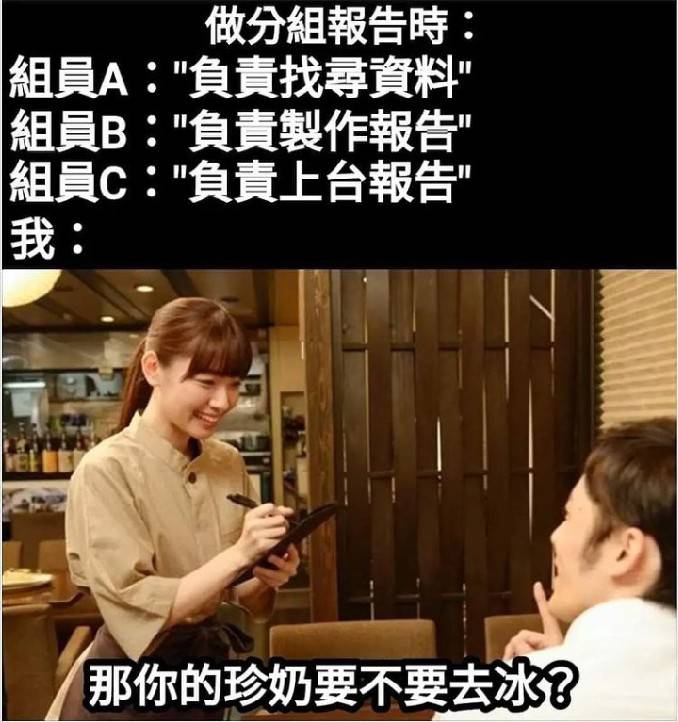 做分組報告時：
組員A："負責找尋資料"
組員B："負責製作報告"
組員C："負責上台報告"
我：
那你的珍奶要不要去冰？